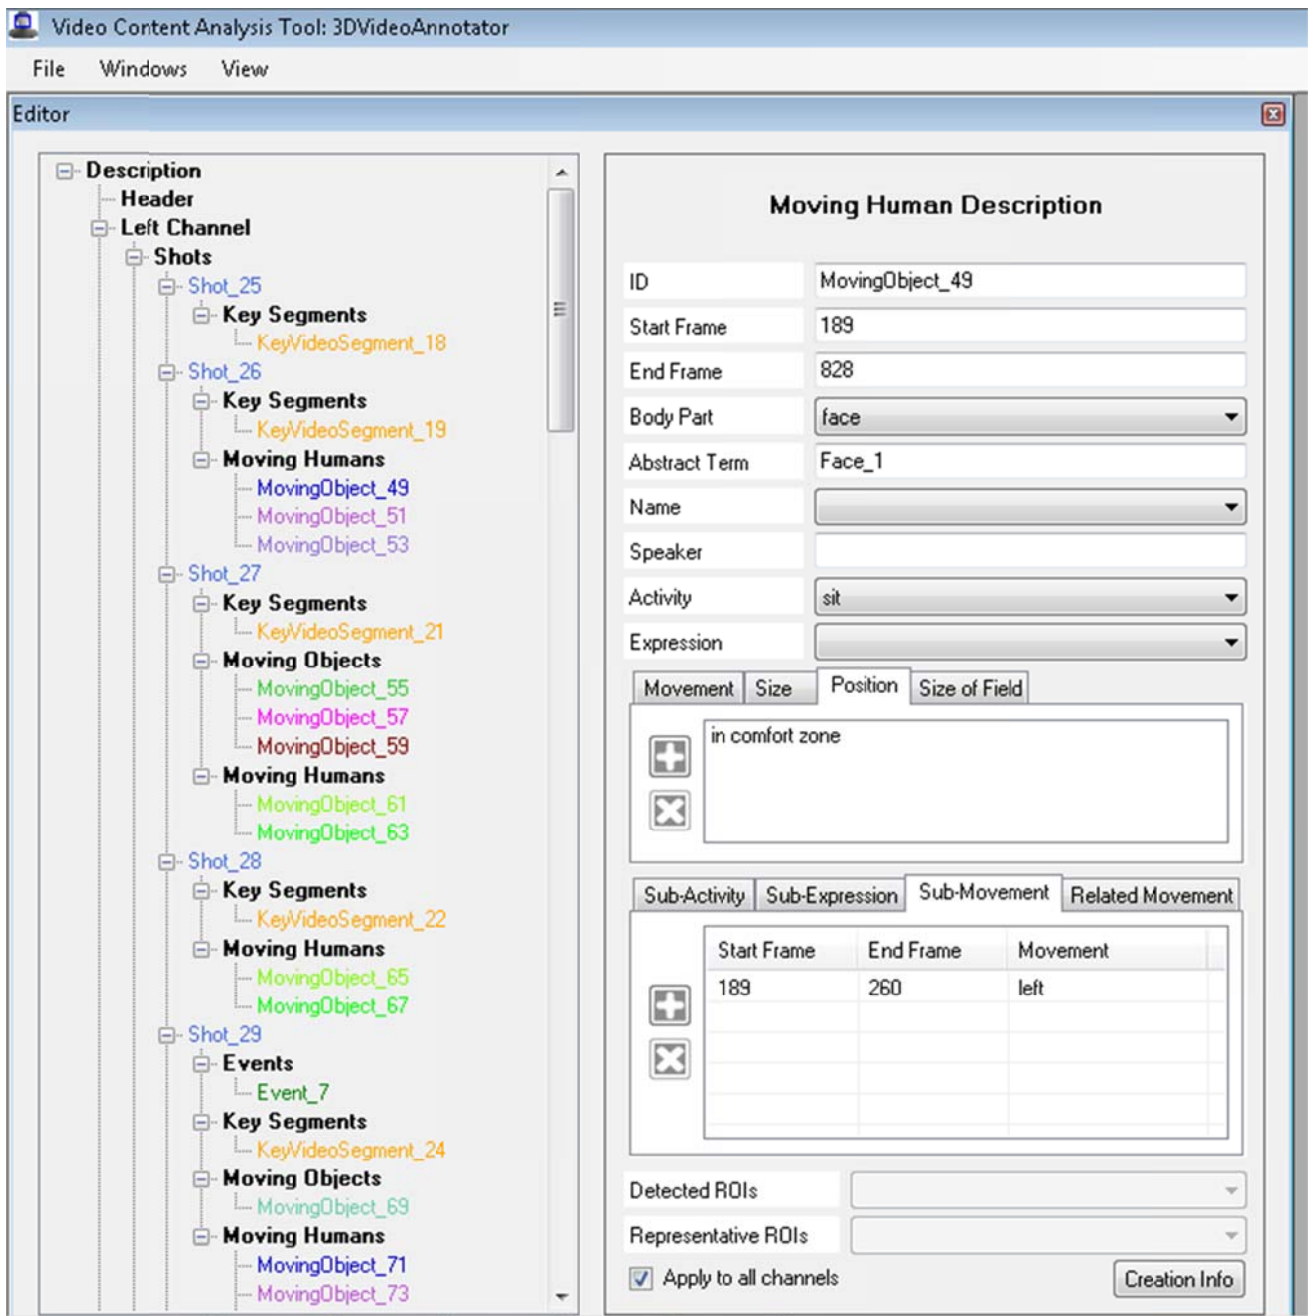 Video Content Analysis Tool: 3DVideoAnnotator
File Windows View
Editor
Description
Header
Left Channel
Shots
Shot_25
Key Segments
KeyVideoSegment_18
Shot_26
Key Segments
KeyVideoSegment_19
Moving Humans
MovingObject_49
MovingObject_51
MovingObject_53
Shot_27
Key Segments
KeyVideoSegment_21
Moving Objects
MovingObject_55
MovingObject_57
MovingObject_59
Moving Humans
MovingObject_61
MovingObject_63
Shot_28
Key Segments
KeyVideoSegment_22
Moving Humans
MovingObject_65
MovingObject_67
Shot_29
Events
Event_7
Key Segments
KeyVideoSegment_24
Moving Objects
MovingObject_69
Moving Humans
MovingObject_71
MovingObject_73
Moving Human Description
ID MovingObject_49
Start Frame 189
End Frame 828
Body Part face
Abstract Term Face_1
Name
Speaker
Activity sit
Expression
Movement Size Position Size of Field
in comfort zone
Sub-Activity Sub-Expression Sub-Movement Related Movement
Start Frame End Frame Movement
189 260 left
Detected ROIs
Representative ROIs
Apply to all channels Creation Info